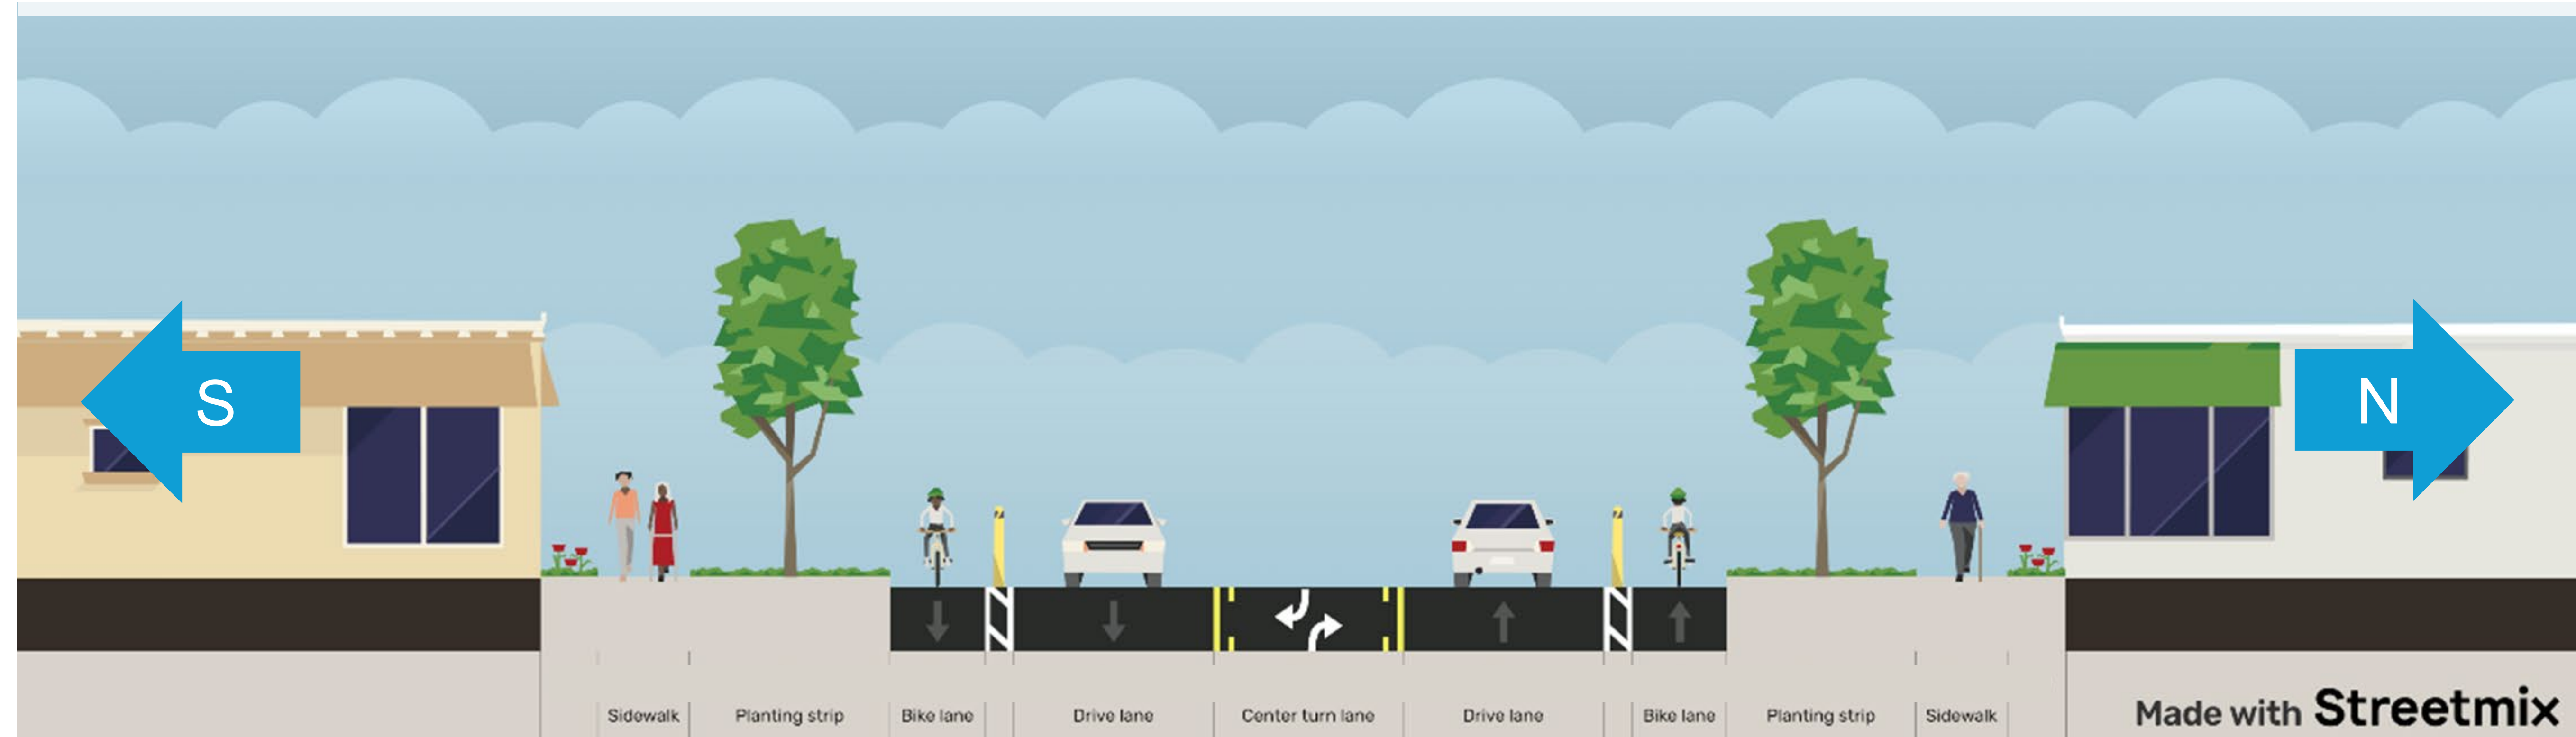 S
N
Sidewalk
Planting strip
Bike lane
Drive lane
Center turn lane
Drive lane
Bike lane
Planting strip
Sidewalk
Made with Streetmix